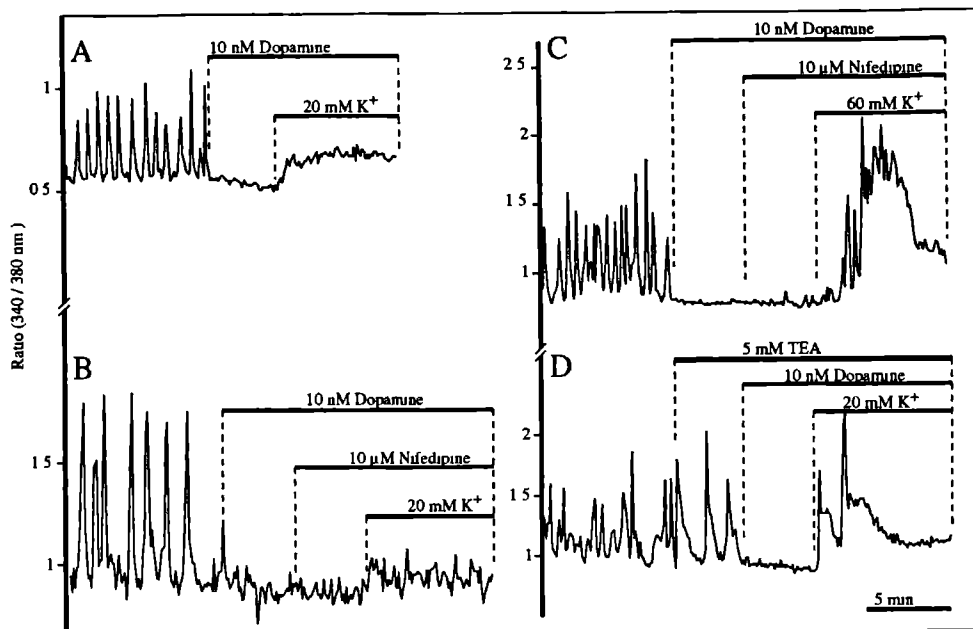 Ratio (340 / 380 nm)
A
10 nM Dopamine
20 mM K+
1
0 5
B
10 nM Dopamine
10 µM Nifedipine
20 mM K+
1 5
1
C
10 nM Dopamine
10 µM Nifedipine
60 mM K+
2 5
2
1 5
1
D
5 mM TEA
10 nM Dopamine
20 mM K+
2
1 5
1
5 min